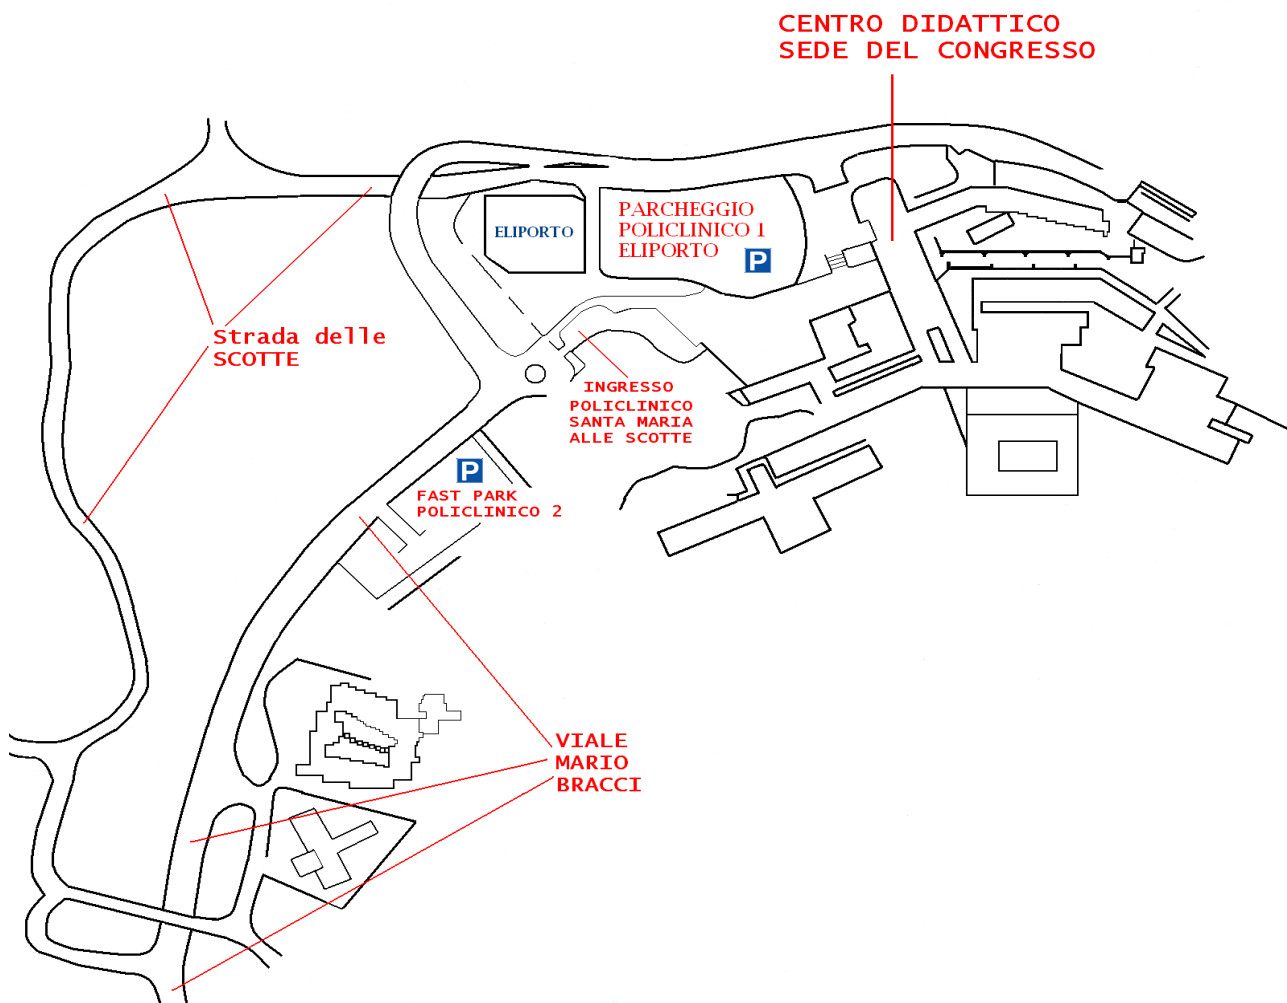 CENTRO DIDATTICO
SEDE DEL CONGRESSO
PARCHEGGIO
POLICLINICO 1
ELIPORTO
P
ELIPORTO
Strada delle
SCOTTE
INGRESSO
POLICLINICO
SANTA MARIA
ALLE SCOTTE
P
FAST PARK
POLICLINICO 2
VIALE
MARIO
BRACCI